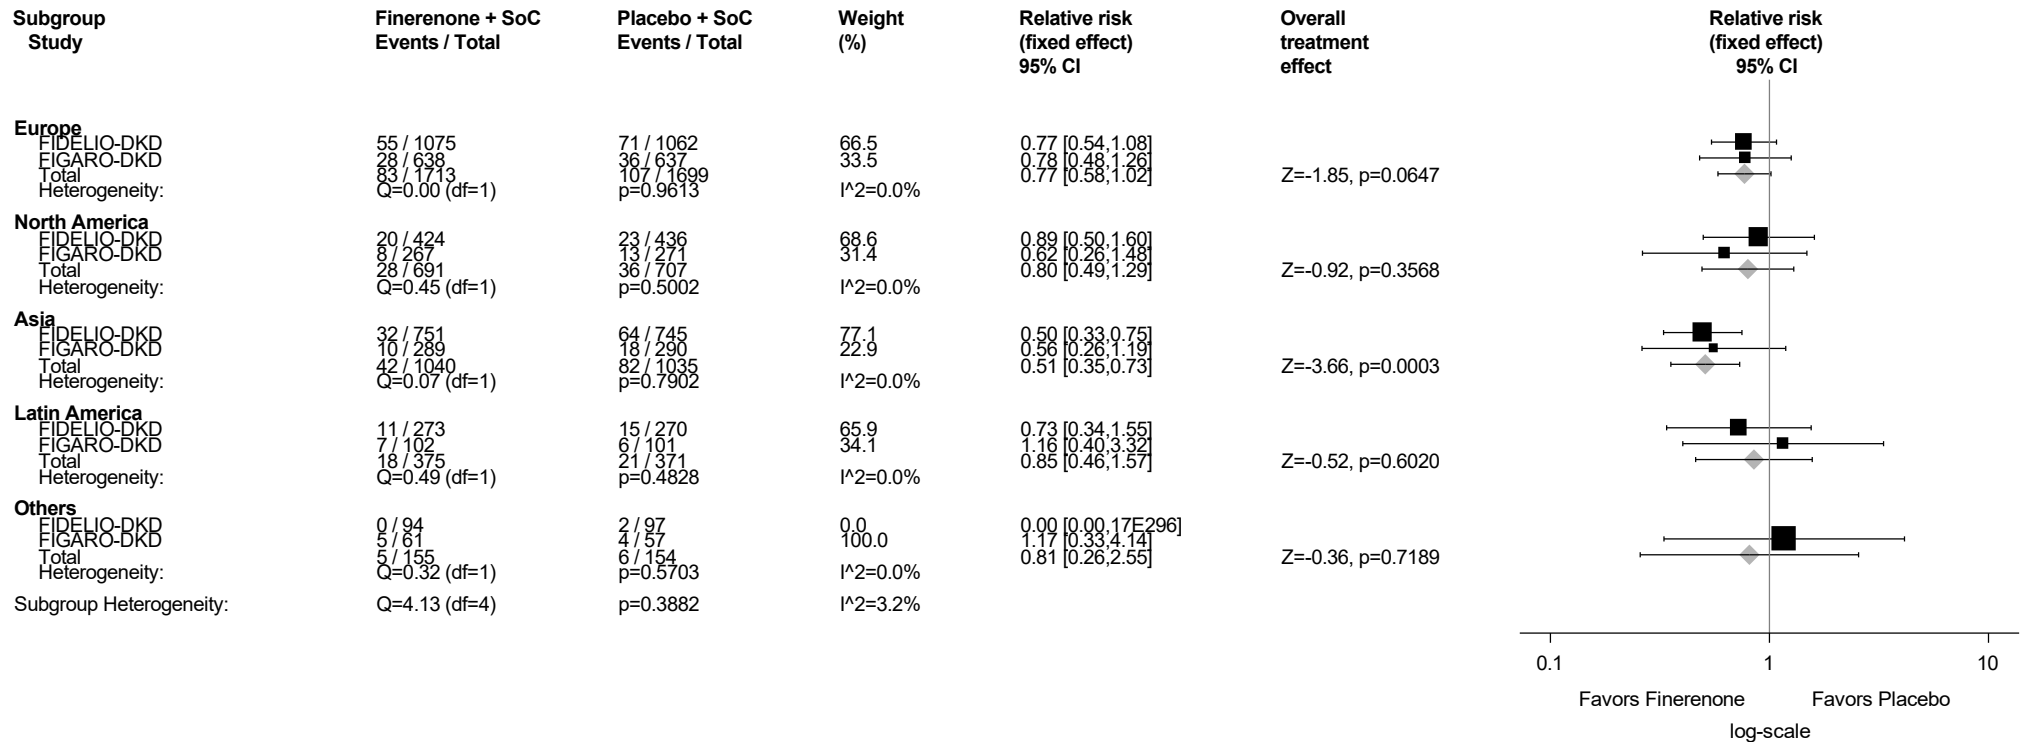 Subgroup Finerenone + SoC Placebo + SoC Weight Relative risk Overall Relative risk
Study Events / Total Events / Total (%) (fixed effect) treatment (fixed effect)
95% CI effect 95% CI
Europe
FIDELIO-DKD 55 / 1075 71 / 1062 66.5 0.77 [0.54,1.08]
FIGARO-DKD 28 / 638 36 / 637 33.5 0.78 [0.48,1.26]
Total 83 / 1713 107 / 1699 0.77 [0.58,1.02] Z=-1.85, p=0.0647
Heterogeneity: Q=0.00 (df=1) p=0.9613 I^2=0.0%
North America
FIDELIO-DKD 20 / 424 23 / 436 68.6 0.89 [0.50,1.60]
FIGARO-DKD 8 / 267 13 / 271 31.4 0.62 [0.26,1.48]
Total 28 / 691 36 / 707 0.80 [0.49,1.29] Z=-0.92, p=0.3568
Heterogeneity: Q=0.45 (df=1) p=0.5002 I^2=0.0%
Asia
FIDELIO-DKD 32 / 751 64 / 745 77.1 0.50 [0.33,0.75]
FIGARO-DKD 10 / 289 18 / 290 22.9 0.56 [0.26,1.19]
Total 42 / 1040 82 / 1035 0.51 [0.35,0.73] Z=-3.66, p=0.0003
Heterogeneity: Q=0.07 (df=1) p=0.7902 I^2=0.0%
Latin America
FIDELIO-DKD 11 / 273 15 / 270 65.9 0.73 [0.34,1.55]
FIGARO-DKD 7 / 102 6 / 101 34.1 1.16 [0.40,3.32]
Total 18 / 375 21 / 371 0.85 [0.46,1.57] Z=-0.52, p=0.6020
Heterogeneity: Q=0.49 (df=1) p=0.4828 I^2=0.0%
Others
FIDELIO-DKD 0 / 94 2 / 97 0.0 0.00 [0.00,17E296]
FIGARO-DKD 5 / 61 4 / 57 100.0 1.17 [0.33,4.14]
Total 5 / 155 6 / 154 0.81 [0.26,2.55] Z=-0.36, p=0.7189
Heterogeneity: Q=0.32 (df=1) p=0.5703 I^2=0.0%
Subgroup Heterogeneity: Q=4.13 (df=4) p=0.3882 I^2=3.2%
0.1 1 10
Favors Finerenone Favors Placebo
log-scale